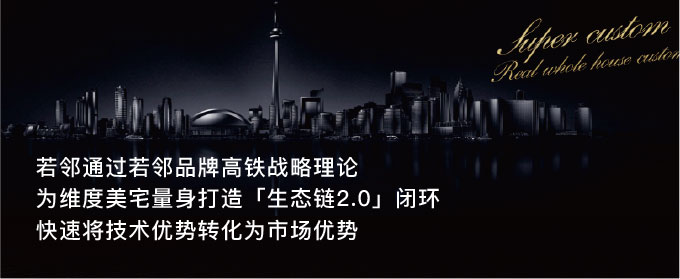 Super custom
Real whole house custom
若邻通过若邻品牌高铁战略理论
为维度美宅量身打造「生态链2.0」闭环
快速将技术优势转化为市场优势